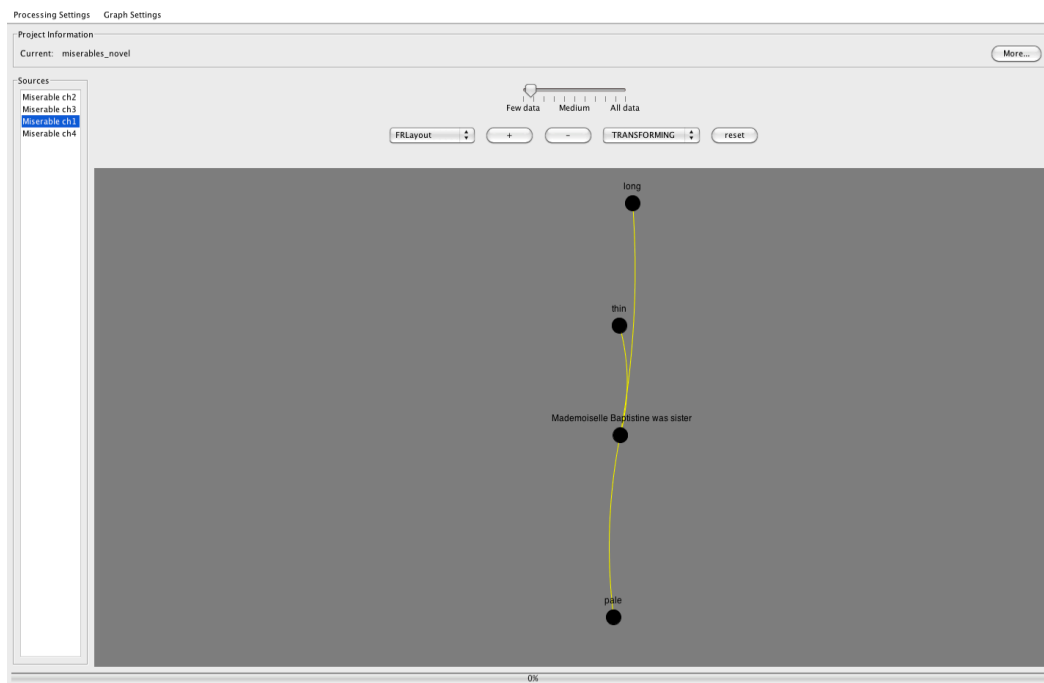 Processing Settings Graph Settings
Project Information
Current: miserables_novel
More...
Sources
Miserable ch2
Miserable ch3
Miserable ch1
Miserable ch4
Few data Medium All data
FRLayout + - TRANSFORMING reset
long
thin
Mademoiselle Baptistine was sister
pale
0%